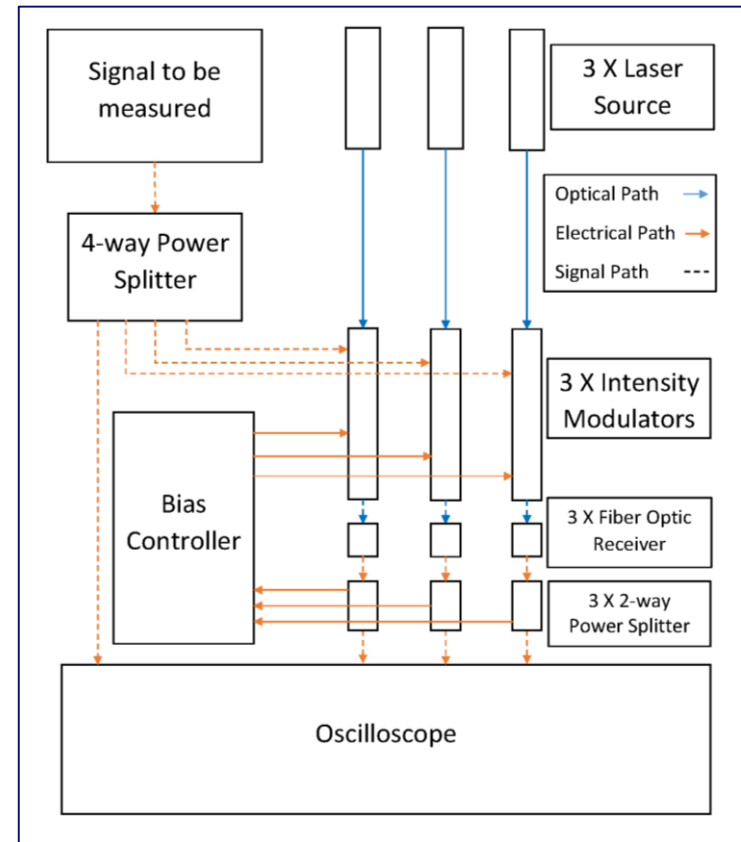 Signal to be
measured
3 X Laser
Source
Optical Path
Electrical Path
Signal Path
4-way Power
Splitter
3 X Intensity
Modulators
Bias
Controller
3 X Fiber Optic
Receiver
3 X 2-way
Power Splitter
Oscilloscope